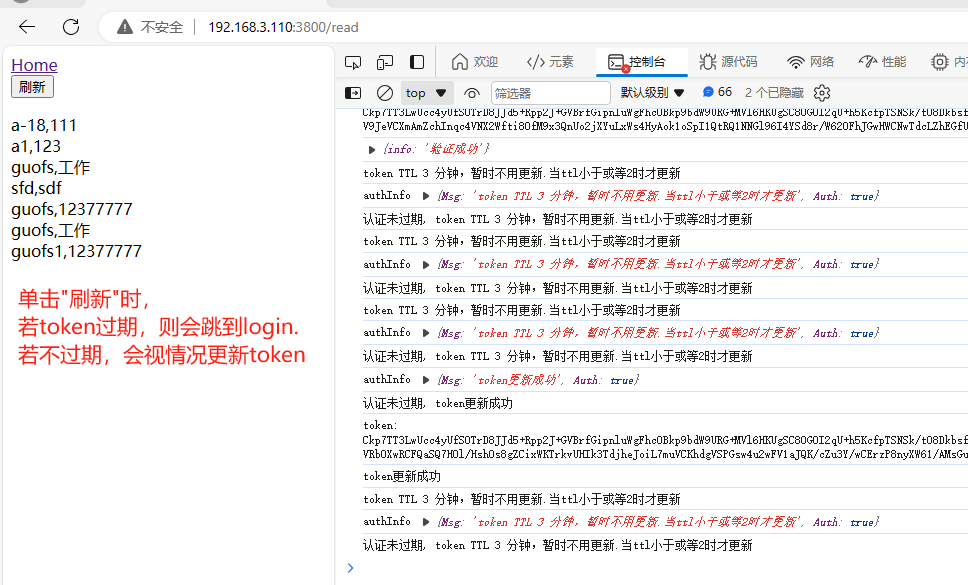 不安全
192.168.3.110:3800/read
Home
刷新
a-18,111
a1,123
guofs,工作
sfd,sdf
guofs,12377777
guofs,工作
guofs1,12377777
单击"刷新"时，
若token过期，则会跳到login.
若不过期，会视情况更新token
欢迎
元素
控制台
源代码
网络
性能
top
筛选器
默认级别
66
2 个已隐藏
{info: '验证成功'}
token TTL 3 分钟，暂时不用更新.当ttl小于或等2时才更新
authInfo {Msg: 'token TTL 3 分钟，暂时不用更新.当ttl小于或等2时才更新', Auth: true}
认证未过期, token TTL 3 分钟，暂时不用更新.当ttl小于或等2时才更新
token TTL 3 分钟，暂时不用更新.当ttl小于或等2时才更新
authInfo {Msg: 'token TTL 3 分钟，暂时不用更新.当ttl小于或等2时才更新', Auth: true}
认证未过期, token TTL 3 分钟，暂时不用更新.当ttl小于或等2时才更新
token TTL 3 分钟，暂时不用更新.当ttl小于或等2时才更新
authInfo {Msg: 'token TTL 3 分钟，暂时不用更新.当ttl小于或等2时才更新', Auth: true}
认证未过期, token TTL 3 分钟，暂时不用更新.当ttl小于或等2时才更新
authInfo {Msg: 'token更新成功', Auth: true}
认证未过期, token更新成功
token:
token更新成功
token TTL 3 分钟，暂时不用更新.当ttl小于或等2时才更新
authInfo {Msg: 'token TTL 3 分钟，暂时不用更新.当ttl小于或等2时才更新', Auth: true}
认证未过期, token TTL 3 分钟，暂时不用更新.当ttl小于或等2时才更新